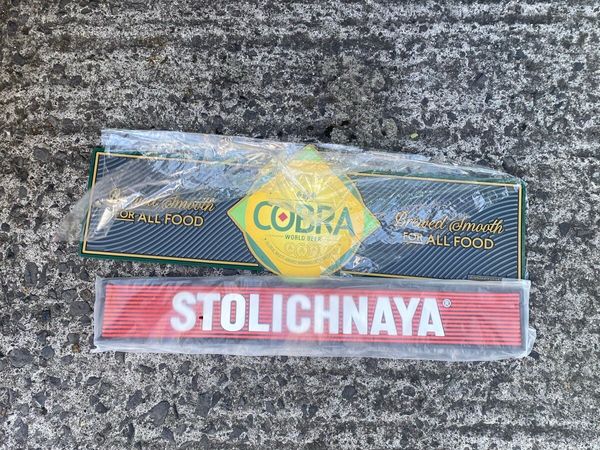 Brewed Smooth
FOR ALL FOOD
COBRA
WORLD BEER
Brewed Smooth
FOR ALL FOOD
STOLICHNAYA®